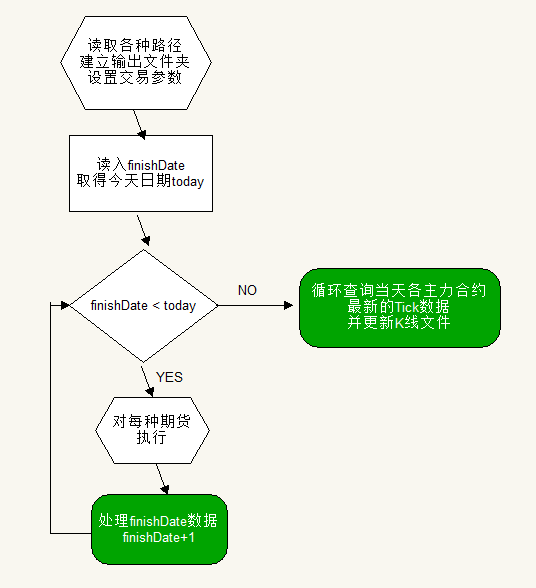 读取各种路径
建立输出文件夹
设置交易参数
读入finishDate
取得今天日期today
finishDate < today
NO
循环查询当天各主力合约
最新的Tick数据
并更新K线文件
YES
对每种期货
执行
处理finishDate数据
finishDate+1